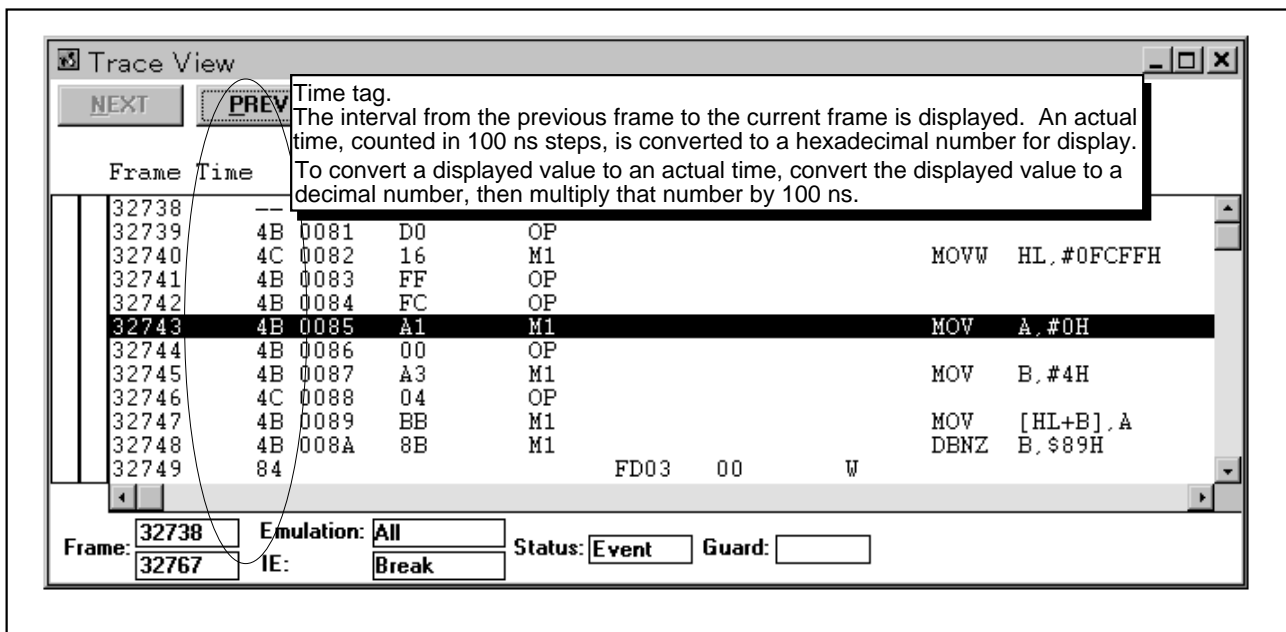 Trace View
NEXT PREV
Time tag.
The interval from the previous frame to the current frame is displayed. An actual
time, counted in 100 ns steps, is converted to a hexadecimal number for display.
To convert a displayed value to an actual time, convert the displayed value to a
decimal number, then multiply that number by 100 ns.
Frame Time
32738 --
32739 4B 0081 D0 OP
32740 4C 0082 16 M1 MOVW HL,#0FCFFH
32741 4B 0083 FF OP
32742 4B 0084 FC OP
32743 4B 0085 A1 M1 MOV A,#0H
32744 4B 0086 00 OP
32745 4B 0087 A3 M1 MOV B,#4H
32746 4C 0088 04 OP
32747 4B 0089 BB M1 MOV [HL+B],A
32748 4B 008A 8B M1 DBNZ B,$89H
32749 84 FD03 00 W
Frame: 32738 Emulation: All Status: Event Guard:
32767 IE: Break